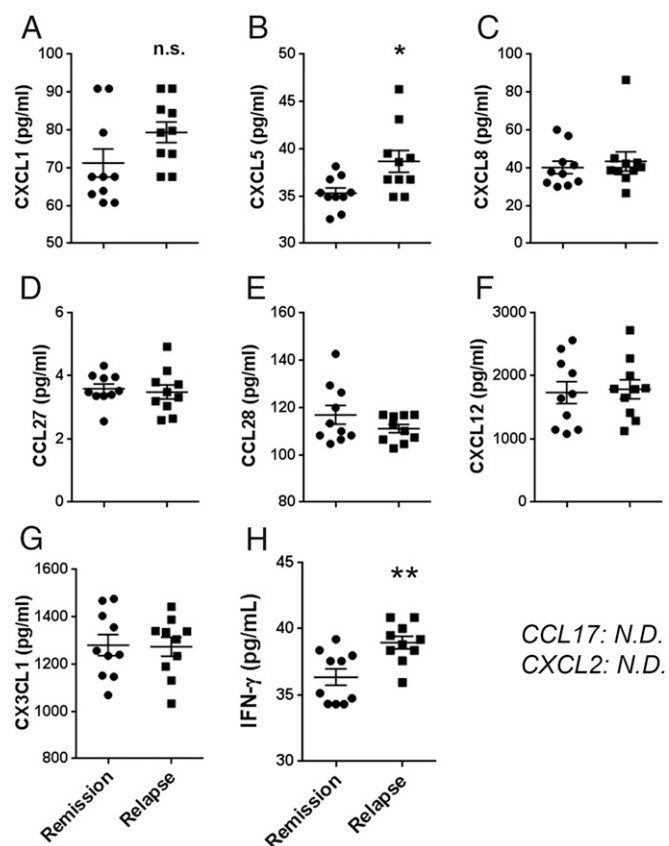 A
n.s.
CXCL1 (pg/ml)
100
90
80
70
60
50
B
*
CXCL5 (pg/ml)
50
45
40
35
30
C
CXCL8 (pg/ml)
100
80
60
40
20
0
D
CCL27 (pg/ml)
6
4
2
0
E
CCL28 (pg/ml)
160
140
120
100
80
F
CXCL12 (pg/ml)
3000
2000
1000
0
G
CX3CL1 (pg/ml)
1600
1400
1200
1000
800
Remission
Relapse
H
**
IFN-γ (pg/mL)
45
40
35
30
Remission
Relapse
CCL17: N.D.
CXCL2: N.D.